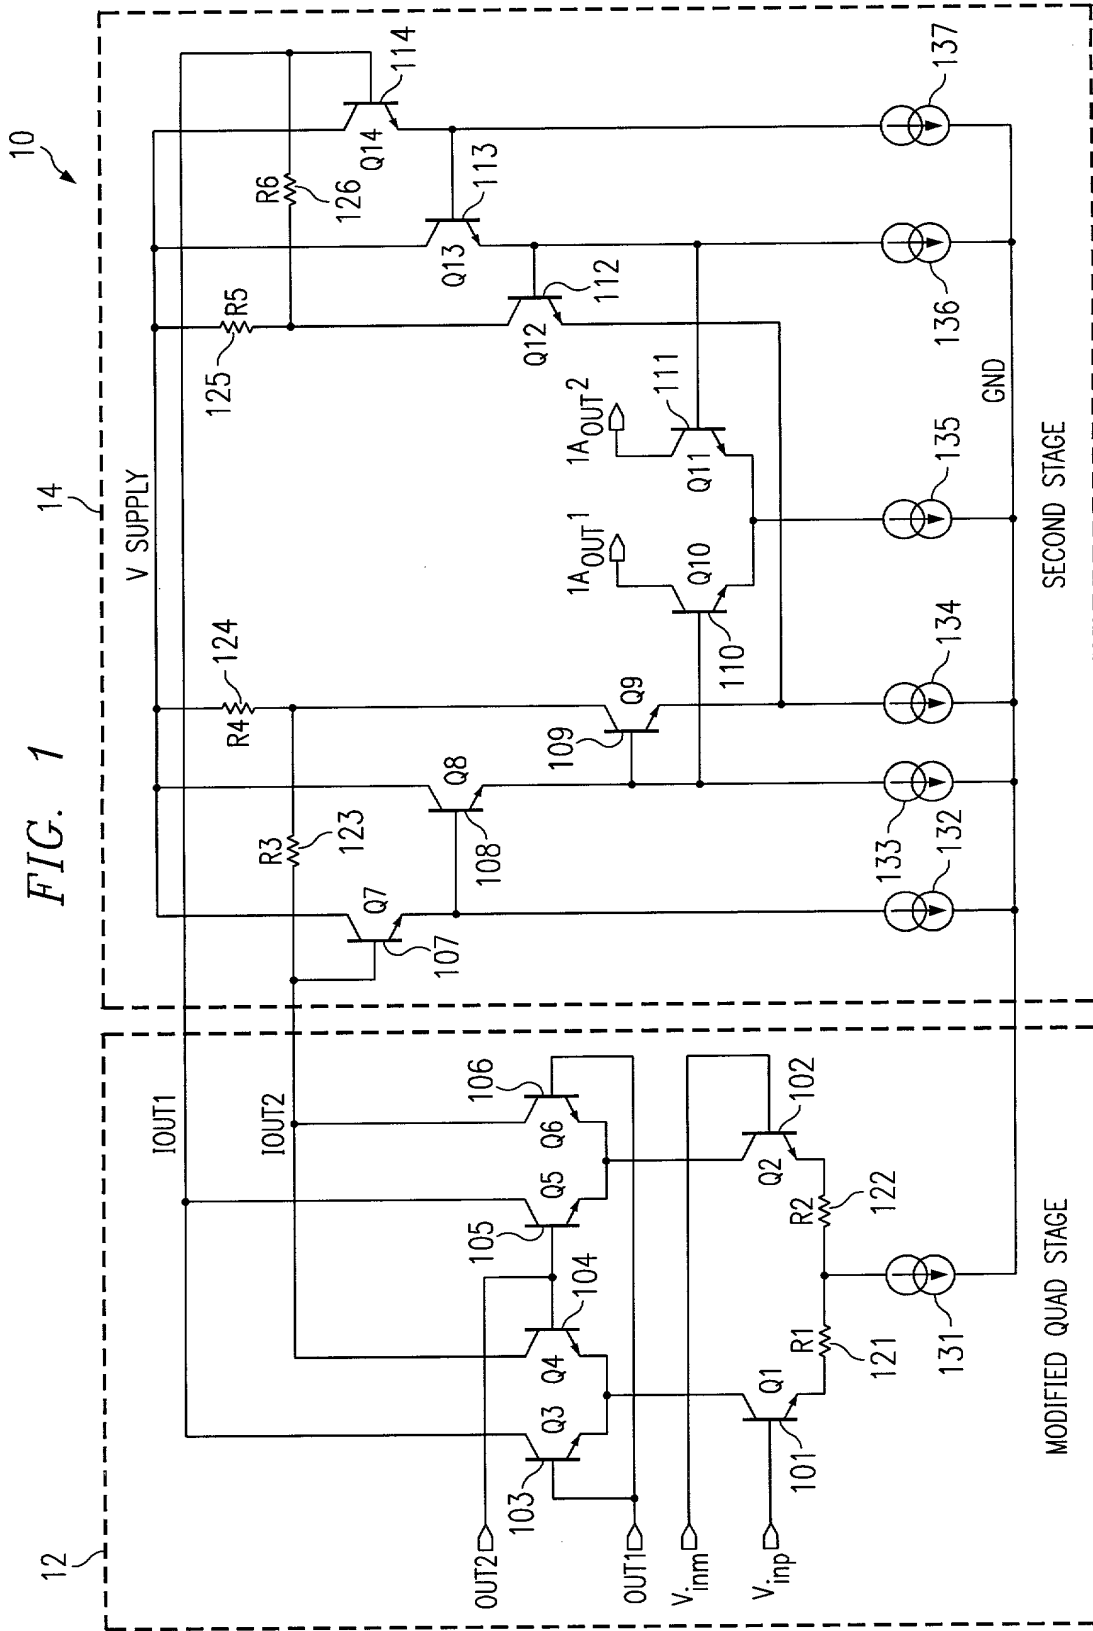 FIG. 1
10
12
14
V SUPPLY
IOUT1
IOUT2
R3
123
R4
124
R5
125
R6
126
Q7
107
Q8
108
Q9
109
Q10
110
Q11
111
Q12
112
Q13
113
Q14
114
1AOUT1
1AOUT2
OUT2
OUT1
Vinm
Vinp
103
Q3
Q4
104
105
Q5
Q6
106
101
Q1
Q2
102
R1
121
R2
122
131
132
133
134
135
136
137
GND
MODIFIED QUAD STAGE
SECOND STAGE